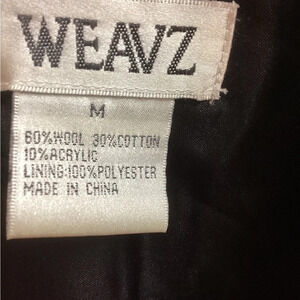 WEAVZ
M
60%WOOL 30%COTTON
10%ACRYLIC
LINING:100%POLYESTER
MADE IN CHINA